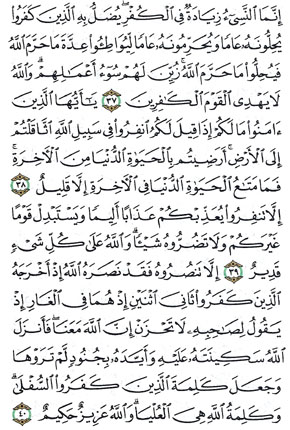 إِنَّمَا ٱلنَّسِىٓءُ زِيَادَةٌ فِى ٱلْكُفْرِ يُضَلُّ بِهِ ٱلَّذِينَ كَفَرُوا۟
يُحِلُّونَهُۥ عَامًا وَيُحَرِّمُونَهُۥ عَامًا لِّيُوَاطِـُٔوا۟ عِدَّةَ مَا حَرَّمَ ٱللَّهُ
فَيُحِلُّوا۟ مَا حَرَّمَ ٱللَّهُ ۚ زُيِّنَ لَهُمْ سُوٓءُ أَعْمَـٰلِهِمْ ۗ وَٱللَّهُ
لَا يَهْدِى ٱلْقَوْمَ ٱلْكَـٰفِرِينَ ٣٧ يَـٰٓأَيُّهَا ٱلَّذِينَ
ءَامَنُوا۟ مَا لَكُمْ إِذَا قِيلَ لَكُمُ ٱنفِرُوا۟ فِى سَبِيلِ ٱللَّهِ ٱثَّاقَلْتُمْ
إِلَى ٱلْأَرْضِ ۚ أَرَضِيتُم بِٱلْحَيَوٰةِ ٱلدُّنْيَا مِنَ ٱلْـَٔاخِرَةِ ۚ
فَمَا مَتَـٰعُ ٱلْحَيَوٰةِ ٱلدُّنْيَا فِى ٱلْـَٔاخِرَةِ إِلَّا قَلِيلٌ ٣٨
إِلَّا تَنفِرُوا۟ يُعَذِّبْكُمْ عَذَابًا أَلِيمًا وَيَسْتَبْدِلْ قَوْمًا
غَيْرَكُمْ وَلَا تَضُرُّوهُ شَيْـًٔا ۗ وَٱللَّهُ عَلَىٰ كُلِّ شَىْءٍ
قَدِيرٌ ٣٩ إِلَّا تَنصُرُوهُ فَقَدْ نَصَرَهُ ٱللَّهُ إِذْ أَخْرَجَهُ
ٱلَّذِينَ كَفَرُوا۟ ثَانِىَ ٱثْنَيْنِ إِذْ هُمَا فِى ٱلْغَارِ إِذْ
يَقُولُ لِصَـٰحِبِهِۦ لَا تَحْزَنْ إِنَّ ٱللَّهَ مَعَنَا ۖ فَأَنزَلَ
ٱللَّهُ سَكِينَتَهُۥ عَلَيْهِ وَأَيَّدَهُۥ بِجُنُودٍ لَّمْ تَرَوْهَا
وَجَعَلَ كَلِمَةَ ٱلَّذِينَ كَفَرُوا۟ ٱلسُّفْلَىٰ ۗ
وَكَلِمَةُ ٱللَّهِ هِىَ ٱلْعُلْيَا ۗ وَٱللَّهُ عَزِيزٌ حَكِيمٌ ٤٠